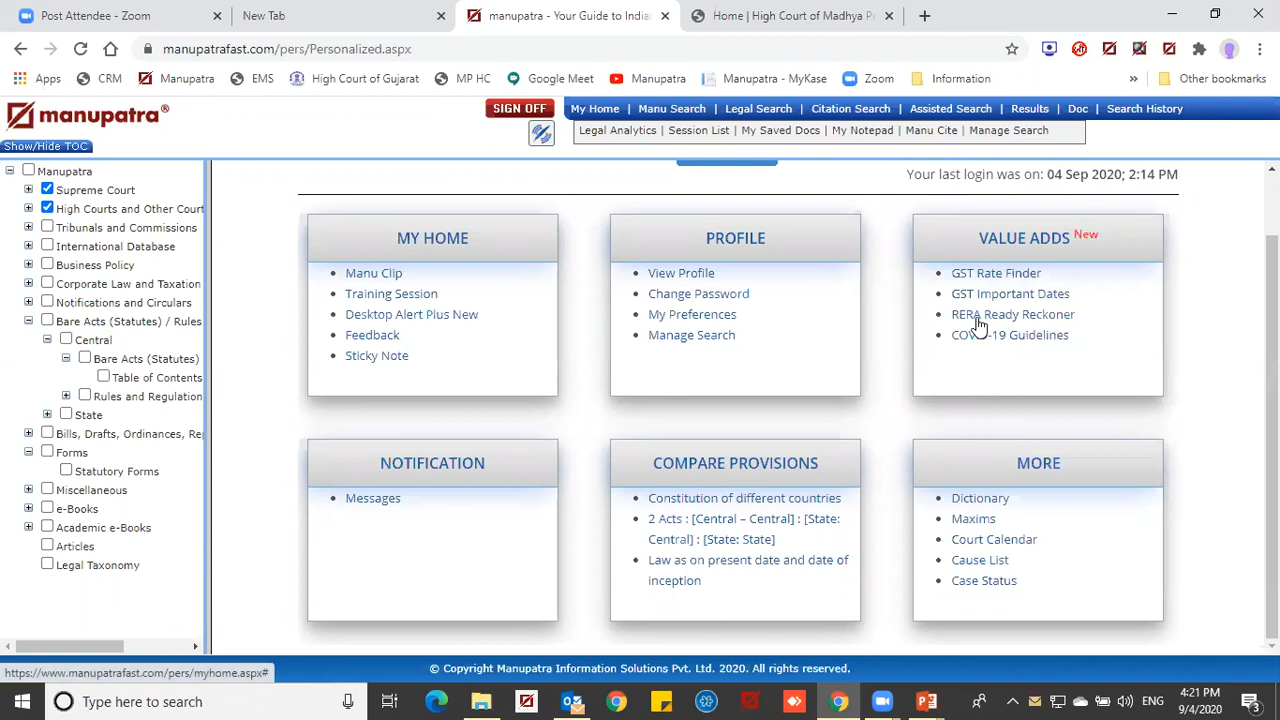 Post Attendee - Zoom
New Tab
manupatra - Your Guide to India
Home | High Court of Madhya P
manupatrafast.com/pers/Personalized.aspx
Apps CRM Manupatra EMS High Court of Gujarat MP HC Google Meet Manupatra Manupatra - MyKase Zoom Information » Other bookmarks
manupatra®
SIGN OFF
My Home | Manu Search | Legal Search | Citation Search | Assisted Search | Results | Doc | Search History
Legal Analytics | Session List | My Saved Docs | My Notepad | Manu Cite | Manage Search
Show/Hide TOC
Manupatra
Supreme Court
High Courts and Other Court
Tribunals and Commissions
International Database
Business Policy
Corporate Law and Taxation
Notifications and Circulars
Bare Acts (Statutes) / Rules
Central
Bare Acts (Statutes)
Table of Contents
Rules and Regulation
State
Bills, Drafts, Ordinances, Re
Forms
Statutory Forms
Miscellaneous
e-Books
Academic e-Books
Articles
Legal Taxonomy
Your last login was on: 04 Sep 2020; 2:14 PM
MY HOME
Manu Clip
Training Session
Desktop Alert Plus New
Feedback
Sticky Note
PROFILE
View Profile
Change Password
My Preferences
Manage Search
VALUE ADDS New
GST Rate Finder
GST Important Dates
RERA Ready Reckoner
-19 Guidelines
NOTIFICATION
Messages
COMPARE PROVISIONS
Constitution of different countries
2 Acts : [Central – Central] : [State:
Central] : [State: State]
Law as on present date and date of
inception
MORE
Dictionary
Maxims
Court Calendar
Cause List
Case Status
https://www.manupatrafast.com/pers/myhome.aspx#
© Copyright Manupatra Information Solutions Pvt. Ltd. 2020. All rights reserved.
Type here to search
ENG
4:21 PM
9/4/2020
3